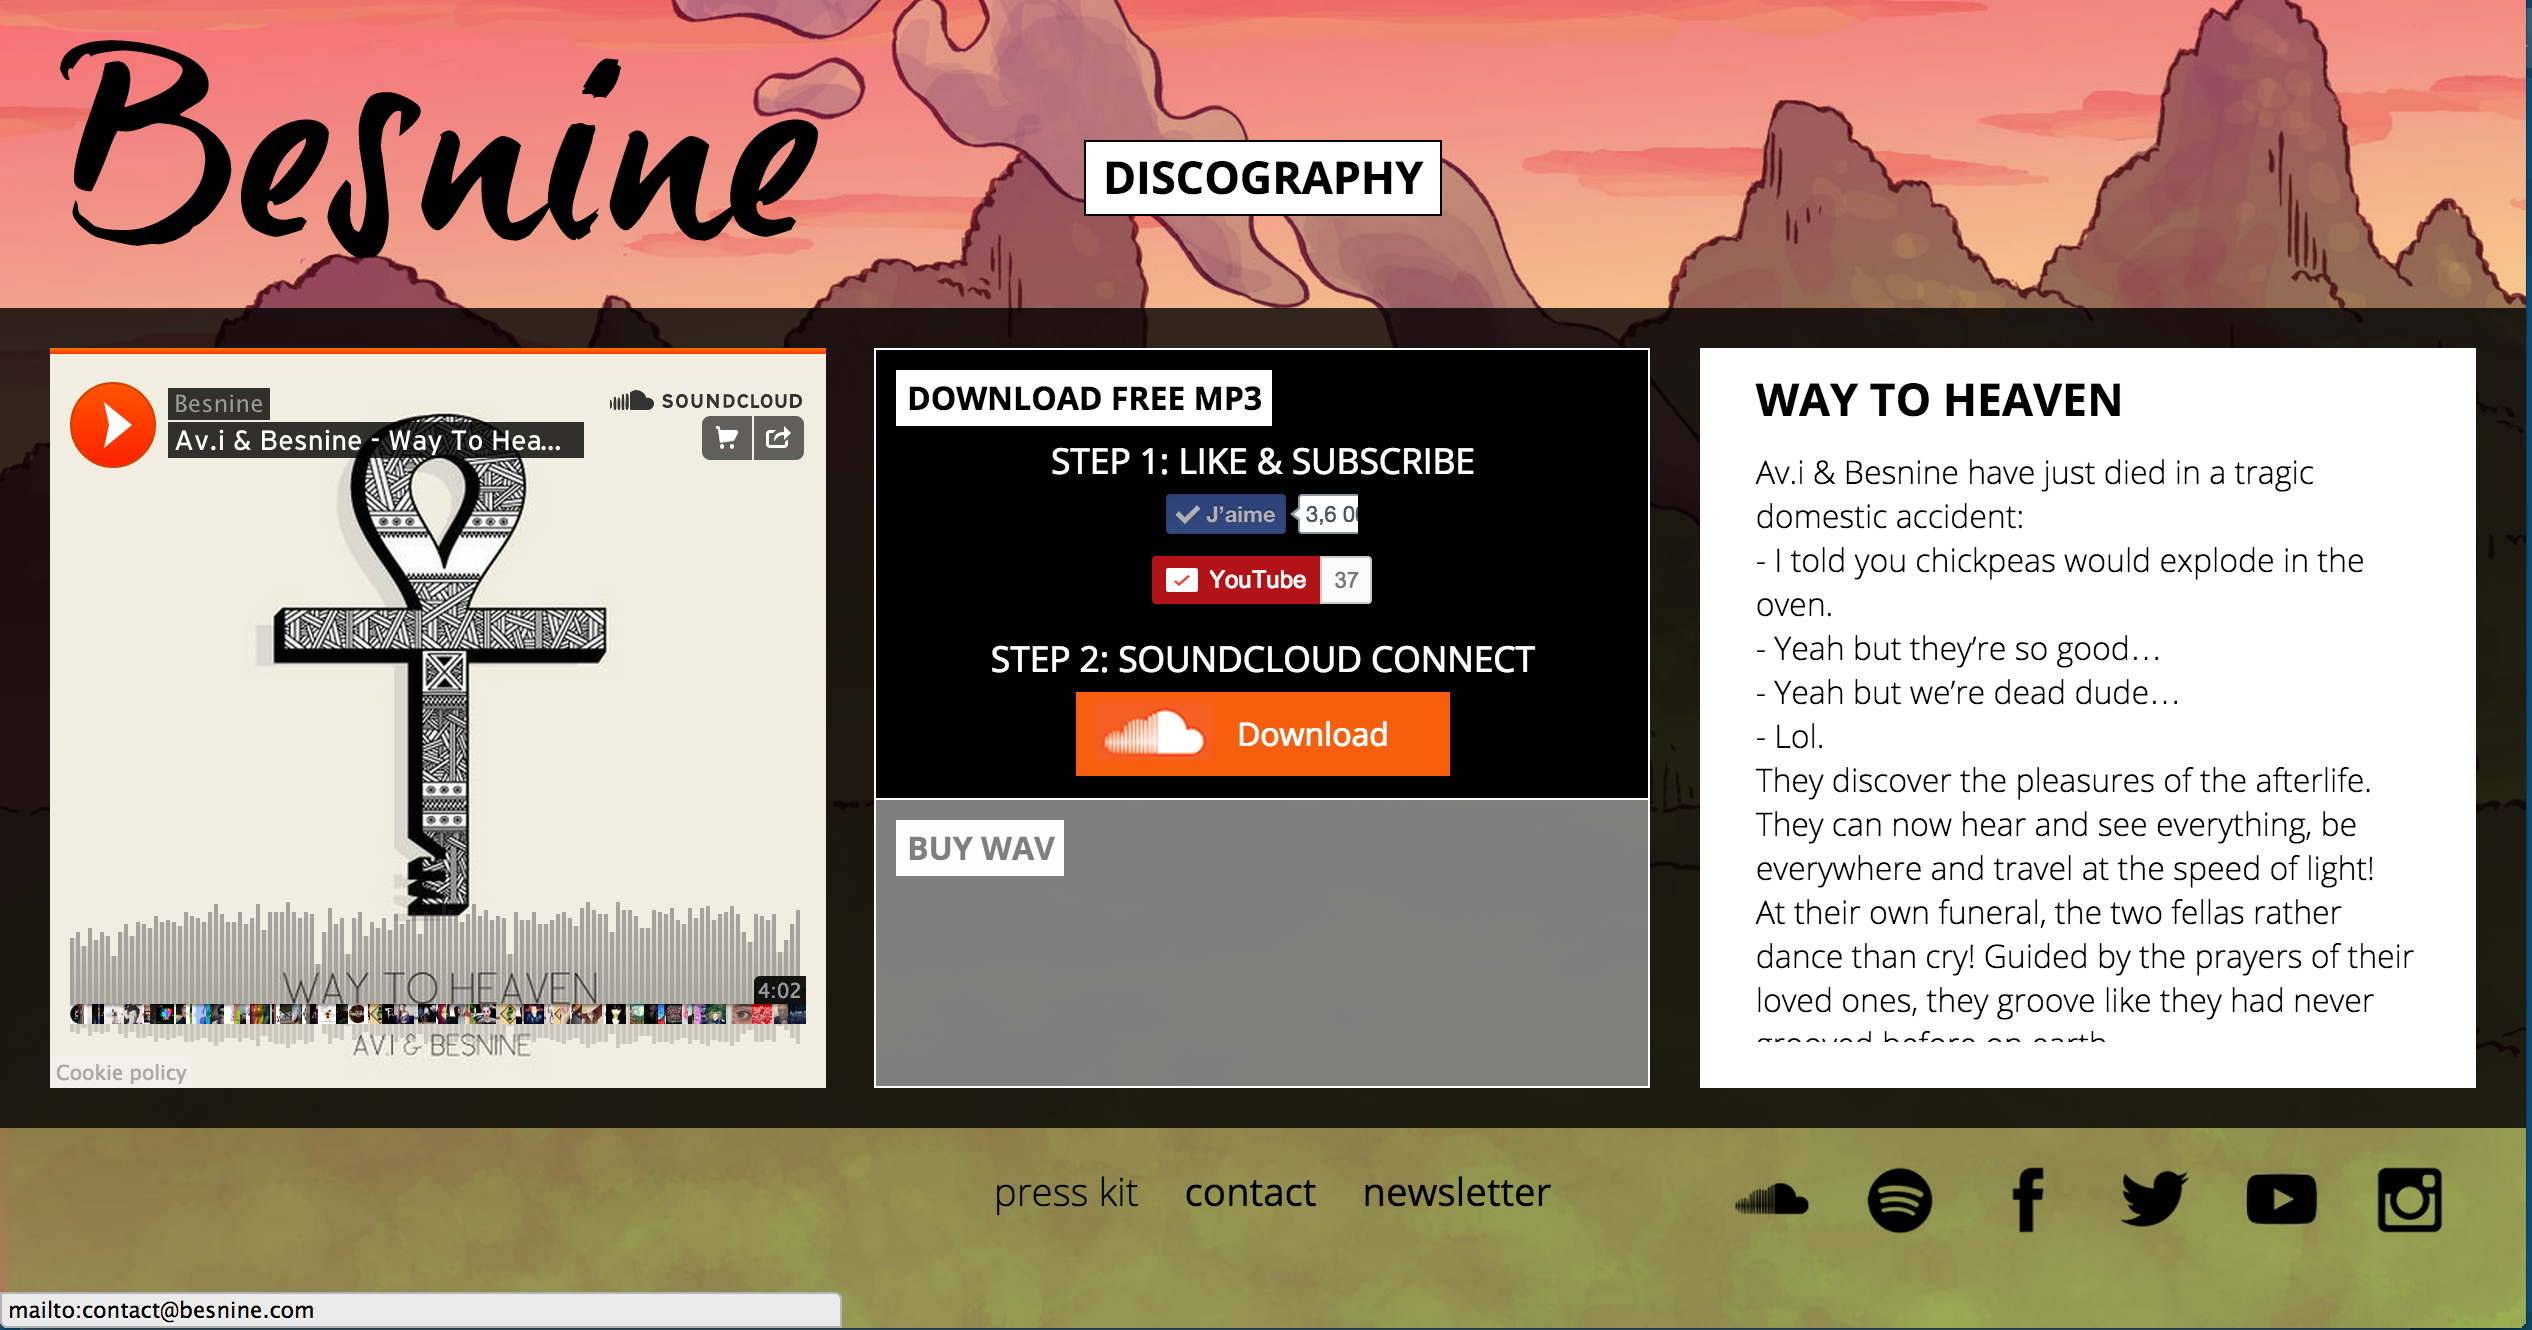 Besnine
DISCOGRAPHY
Besnine
SOUNDCLOUD
Av.i & Besnine - Way To Hea...
WAY TO HEAVEN
4:02
AV.I & BESNINE
Cookie policy
DOWNLOAD FREE MP3
STEP 1: LIKE & SUBSCRIBE
J'aime 3,6 0
YouTube 37
STEP 2: SOUNDCLOUD CONNECT
Download
BUY WAV
WAY TO HEAVEN
Av.i & Besnine have just died in a tragic
domestic accident:
- I told you chickpeas would explode in the
oven.
- Yeah but they’re so good…
- Yeah but we’re dead dude…
- Lol.
They discover the pleasures of the afterlife.
They can now hear and see everything, be
everywhere and travel at the speed of light!
At their own funeral, the two fellas rather
dance than cry! Guided by the prayers of their
loved ones, they groove like they had never
grooved before on earth
press kit contact newsletter
mailto:contact@besnine.com